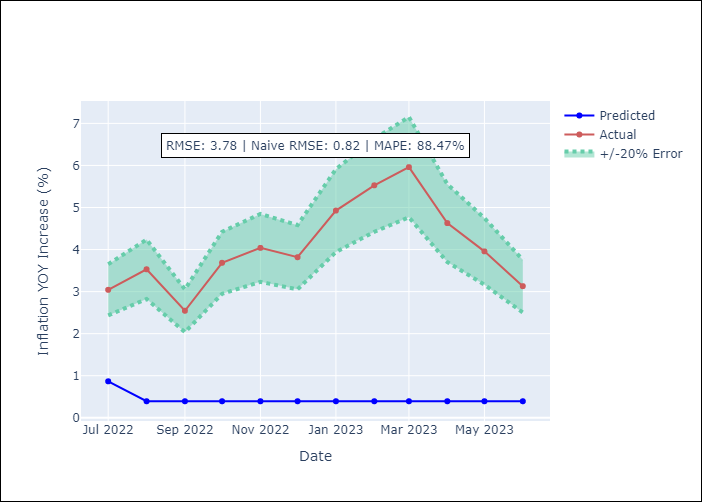 RMSE: 3.78 | Naive RMSE: 0.82 | MAPE: 88.47%
Predicted
Actual
+/-20% Error
Inflation YOY Increase (%)
7
6
5
4
3
2
1
0
Jul 2022
Sep 2022
Nov 2022
Jan 2023
Mar 2023
May 2023
Date